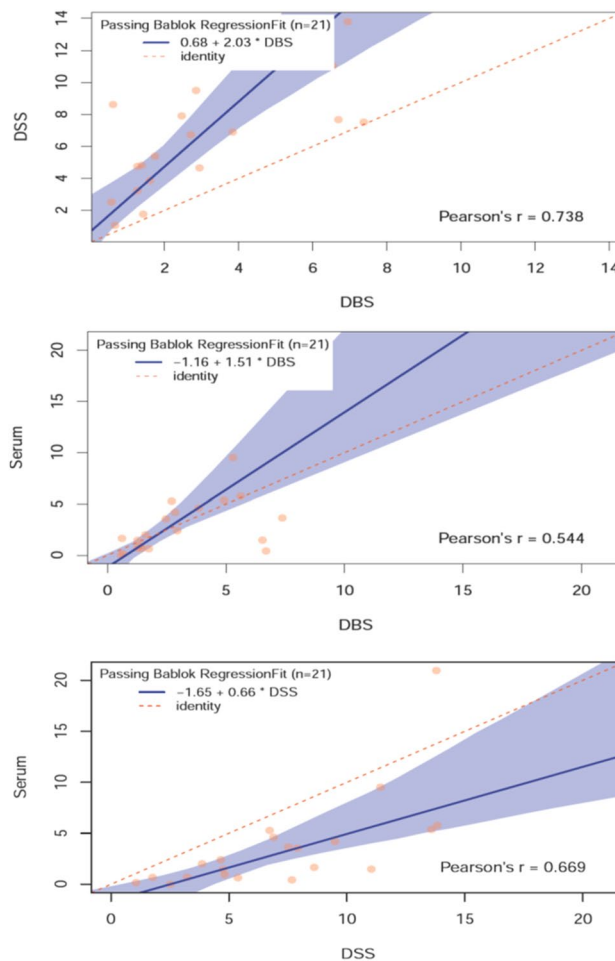 14
12
10
8
6
4
2
DSS
Passing Bablok RegressionFit (n=21)
0.68 + 2.03 * DBS
identity
Pearson's r = 0.738
2
4
6
8
10
12
14
DBS
20
15
10
5
0
Serum
Passing Bablok RegressionFit (n=21)
−1.16 + 1.51 * DBS
identity
Pearson's r = 0.544
0
5
10
15
20
DBS
20
15
10
5
0
Serum
Passing Bablok RegressionFit (n=21)
−1.65 + 0.66 * DSS
identity
Pearson's r = 0.669
0
5
10
15
20
DSS